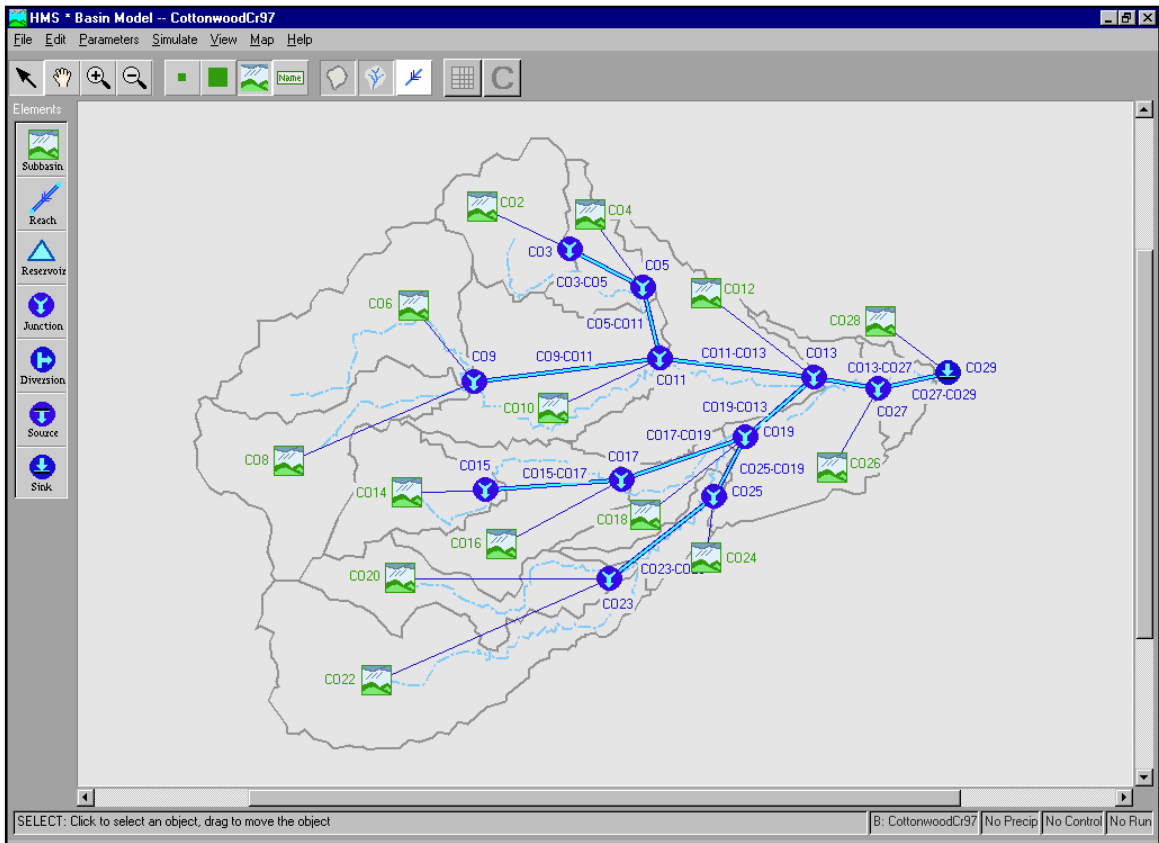 HMS * Basin Model -- CottonwoodCr97
File Edit Parameters Simulate View Map Help
Name
C
Elements
Subbasin
Reach
Reservoir
Junction
Diversion
Source
Sink
CO2
CO4
CO3
CO5
CO3-CO5
CO12
CO6
CO5-CO11
CO28
CO9
CO9-CO11
CO11
CO11-CO13
CO13
CO13-CO27
CO29
CO27-CO29
CO27
CO10
CO19-CO13
CO17-CO19
CO19
CO8
CO15
CO15-CO17
CO17
CO25-CO19
CO26
CO14
CO25
CO18
CO16
CO24
CO20
CO23
CO22
SELECT: Click to select an object, drag to move the object
B: CottonwoodCr97 No Precip No Control No Run